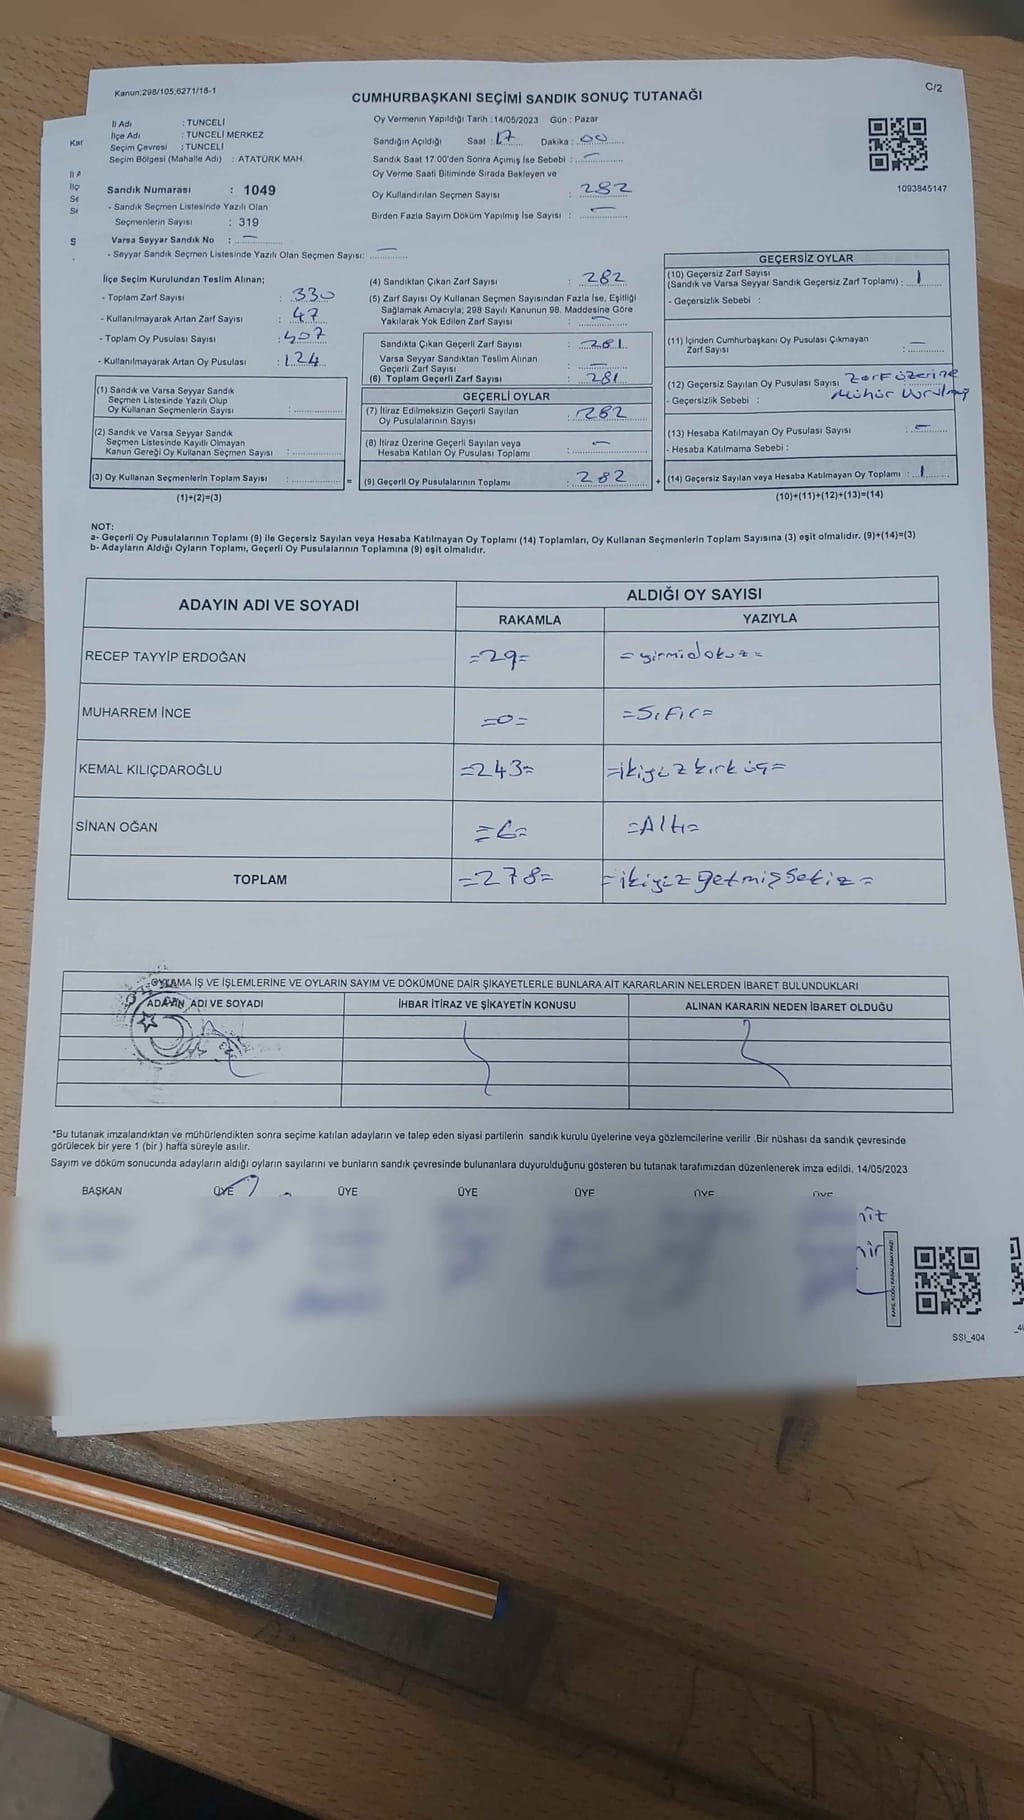 Kanun:298/105;6271/18-1
C/2
CUMHURBAŞKANI SEÇİMİ SANDIK SONUÇ TUTANAĞI
İl Adı : TUNCELİ
İlçe Adı : TUNCELİ MERKEZ
Seçim Çevresi : TUNCELİ
Seçim Bölgesi (Mahalle Adı) : ATATÜRK MAH.
Sandık Numarası : 1049
- Sandık Seçmen Listesinde Yazılı Olan
Seçmenlerin Sayısı : 319
Varsa Seyyar Sandık No : —
- Seyyar Sandık Seçmen Listesinde Yazılı Olan Seçmen Sayısı: —
Oy Vermenin Yapıldığı Tarih : 14/05/2023 Gün : Pazar
Sandığın Açıldığı Saat : 17 Dakika : 00
Sandık Saat 17.00'den Sonra Açımış İse Sebebi : —
Oy Verme Saati Bitiminde Sırada Bekleyen ve
Oy Kullandırılan Seçmen Sayısı : 282
Birden Fazla Sayım Döküm Yapılmış İse Sayısı : —
1093845147
İlçe Seçim Kurulundan Teslim Alınan;
- Toplam Zarf Sayısı : 330
- Kullanılmayarak Artan Zarf Sayısı : 47
- Toplam Oy Pusulası Sayısı : 407
- Kullanılmayarak Artan Oy Pusulası : 124
(1) Sandık ve Varsa Seyyar Sandık
Seçmen Listesinde Yazılı Olup
Oy Kullanan Seçmenlerin Sayısı :
(2) Sandık ve Varsa Seyyar Sandık
Seçmen Listesinde Kayıtlı Olmayan
Kanun Gereği Oy Kullanan Seçmen Sayısı :
(3) Oy Kullanan Seçmenlerin Toplam Sayısı : =
(1)+(2)=(3)
(4) Sandıktan Çıkan Zarf Sayısı : 282
(5) Zarf Sayısı Oy Kullanan Seçmen Sayısından Fazla İse, Eşitliği
Sağlamak Amacıyla; 298 Sayılı Kanunun 98. Maddesine Göre
Yakılarak Yok Edilen Zarf Sayısı : —
Sandıkta Çıkan Geçerli Zarf Sayısı : 281
Varsa Seyyar Sandıktan Teslim Alınan
Geçerli Zarf Sayısı : —
(6) Toplam Geçerli Zarf Sayısı : 281
GEÇERLİ OYLAR
(7) İtiraz Edilmeksizin Geçerli Sayılan
Oy Pusulalarının Sayısı : 282
(8) İtiraz Üzerine Geçerli Sayılan veya
Hesaba Katılan Oy Pusulası Toplamı : —
(9) Geçerli Oy Pusulalarının Toplamı : 282 +
GEÇERSİZ OYLAR
(10) Geçersiz Zarf Sayısı
(Sandık ve Varsa Seyyar Sandık Geçersiz Zarf Toplamı) : 1
- Geçersizlik Sebebi :
(11) İçinden Cumhurbaşkanı Oy Pusulası Çıkmayan
Zarf Sayısı : —
(12) Geçersiz Sayılan Oy Pusulası Sayısı Zarf üzerine
- Geçersizlik Sebebi : Mühür Vurulmuş
(13) Hesaba Katılmayan Oy Pusulası Sayısı : —
- Hesaba Katılmama Sebebi :
(14) Geçersiz Sayılan veya Hesaba Katılmayan Oy Toplamı : 1
(10)+(11)+(12)+(13)=(14)
NOT:
a- Geçerli Oy Pusulalarının Toplamı (9) ile Geçersiz Sayılan veya Hesaba Katılmayan Oy Toplamı (14) Toplamları, Oy Kullanan Seçmenlerin Toplam Sayısına (3) eşit olmalıdır. (9)+(14)=(3)
b- Adayların Aldığı Oyların Toplamı, Geçerli Oy Pusulalarının Toplamına (9) eşit olmalıdır.
ADAYIN ADI VE SOYADI ALDIĞI OY SAYISI
RAKAMLA YAZIYLA
RECEP TAYYİP ERDOĞAN =29= =yirmidokuz=
MUHARREM İNCE =0= =Sıfır=
KEMAL KILIÇDAROĞLU =243= =ikiyüzkırküç=
SİNAN OĞAN =6= =Altı=
TOPLAM =278= =ikiyüzyetmişsekiz=
OYLAMA İŞ VE İŞLEMLERİNE VE OYLARIN SAYIM VE DÖKÜMÜNE DAİR ŞİKAYETLERLE BUNLARA AİT KARARLARIN NELERDEN İBARET BULUNDUKLARI
ADAYIN ADI VE SOYADI İHBAR İTİRAZ VE ŞİKAYETİN KONUSU ALINAN KARARIN NEDEN İBARET OLDUĞU
*Bu tutanak imzalandıktan ve mühürlendikten sonra seçime katılan adayların ve talep eden siyasi partilerin sandık kurulu üyelerine veya gözlemcilerine verilir .Bir nüshası da sandık çevresinde
görülecek bir yere 1 (bir ) hafta süreyle asılır.
Sayım ve döküm sonucunda adayların aldığı oyların sayılarını ve bunların sandık çevresinde bulunanlara duyurulduğunu gösteren bu tutanak tarafımızdan düzenlenerek imza edildi. 14/05/2023
BAŞKAN ÜYE ÜYE ÜYE ÜYE ÜYE ÜYE
KARE KODU KARALAMAYINIZ!
SSI_404